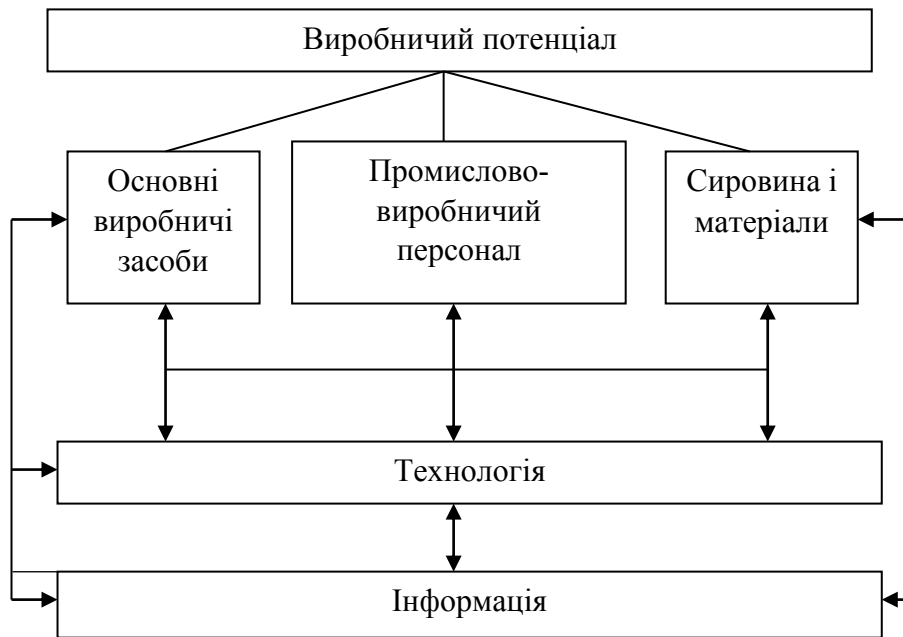 Виробничий потенціал
Основні
виробничі
засоби
Промислово-
виробничий
персонал
Сировина і
матеріали
Технологія
Інформація